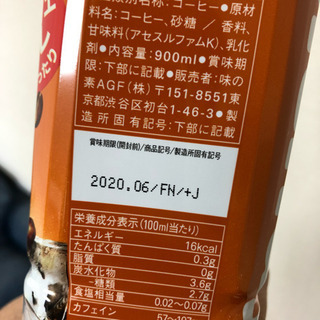 称:コーヒー●原材
料名:コーヒー、砂糖 / 香料、
甘味料(アセスルファムK)、乳化
剤●内容量:900ml●賞味期
限:下部に記載●販売者:味の
素AGF(株)〒151-8551東
京都渋谷区初台1-46-3●製
造所固有記号:下部に記載
賞味期限(開封前)/商品記号/製造所固有記号
2020.06/FN/+J
栄養成分表示(100ml当たり)
エネルギー 16kcal
たんぱく質 0.3g
脂質 0g
炭水化物 3.6g
-糖類 2.7g
食塩相当量 0.02〜0.07g
カフェイン